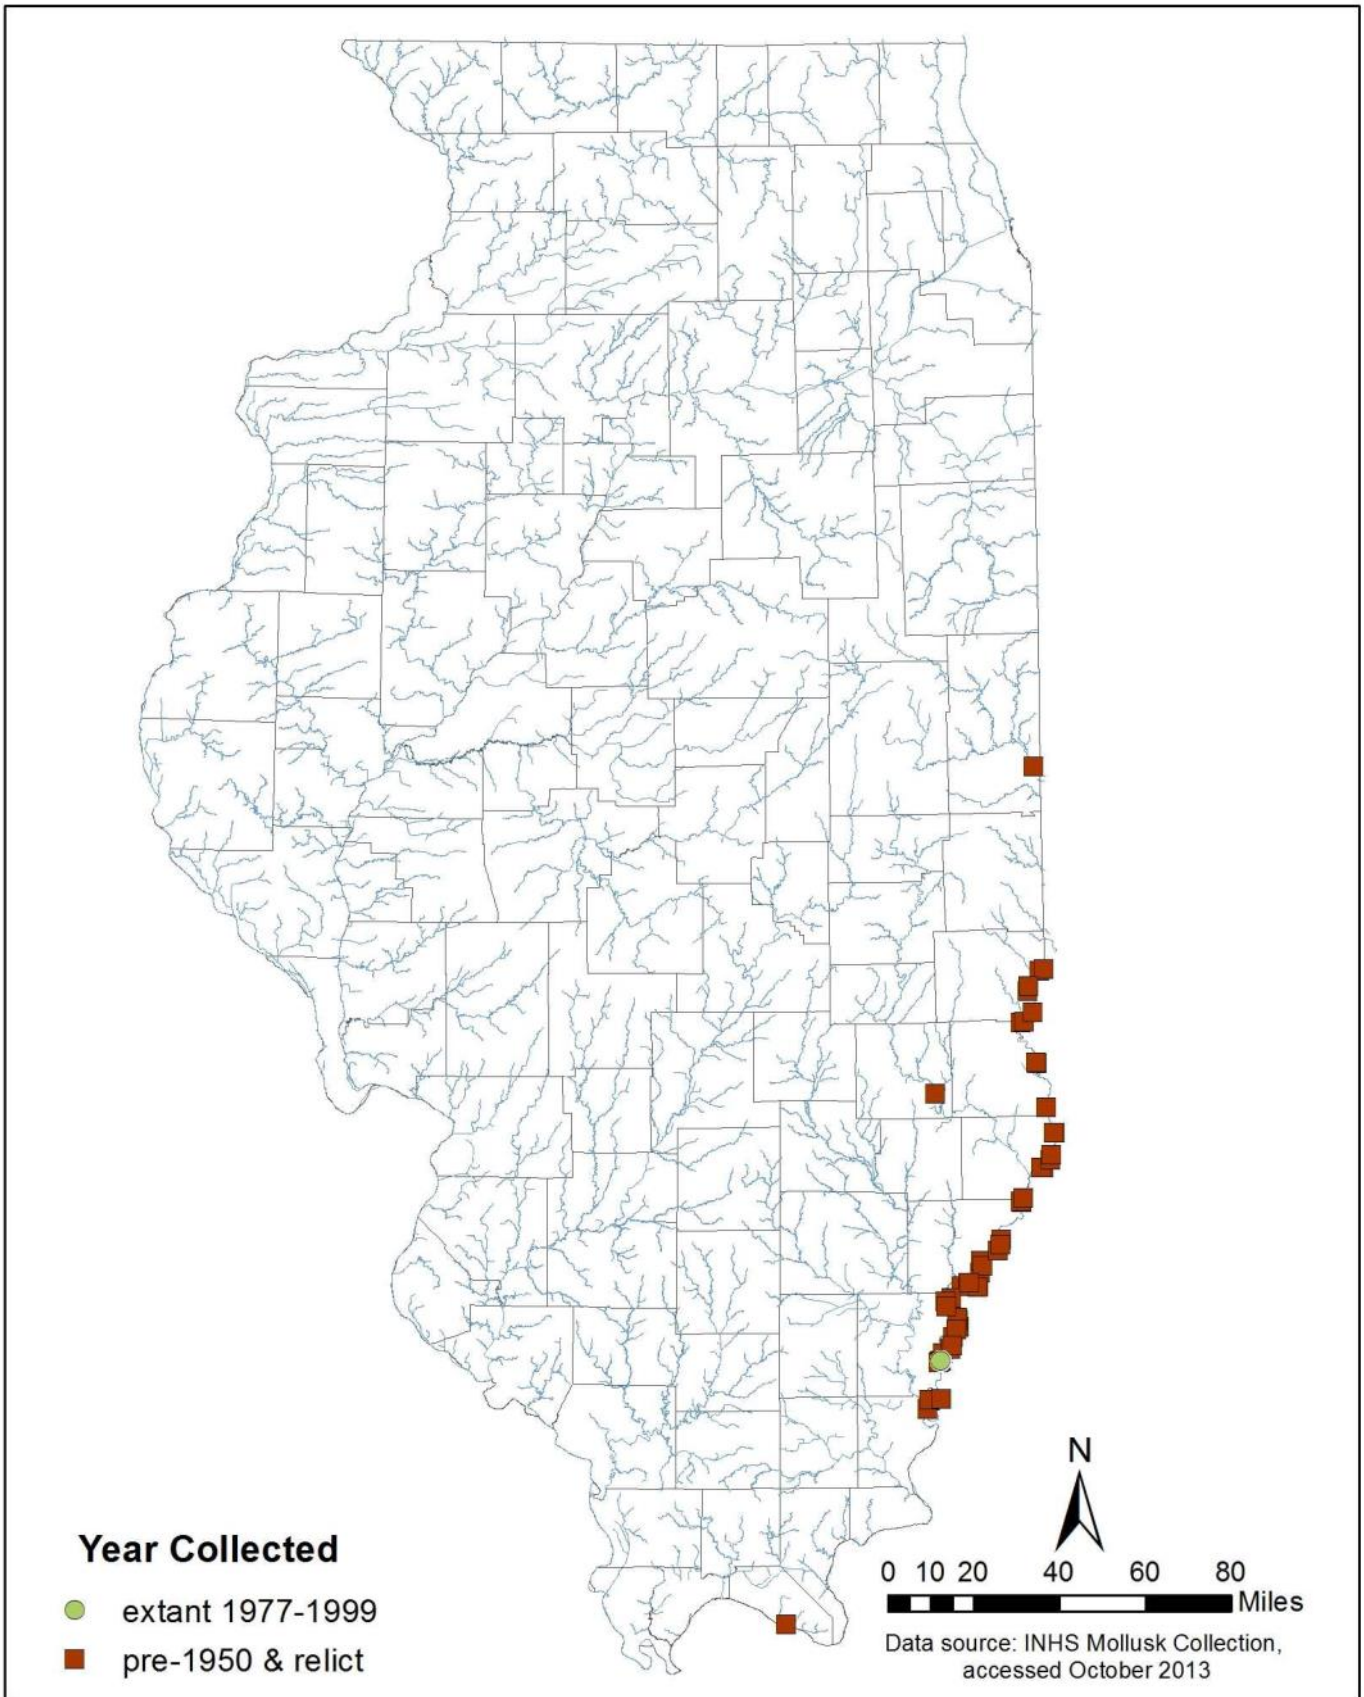 N
0 10 20 40 60 80
Miles
Year Collected
extant 1977-1999
pre-1950 & relict
Data source: INHS Mollusk Collection,
accessed October 2013